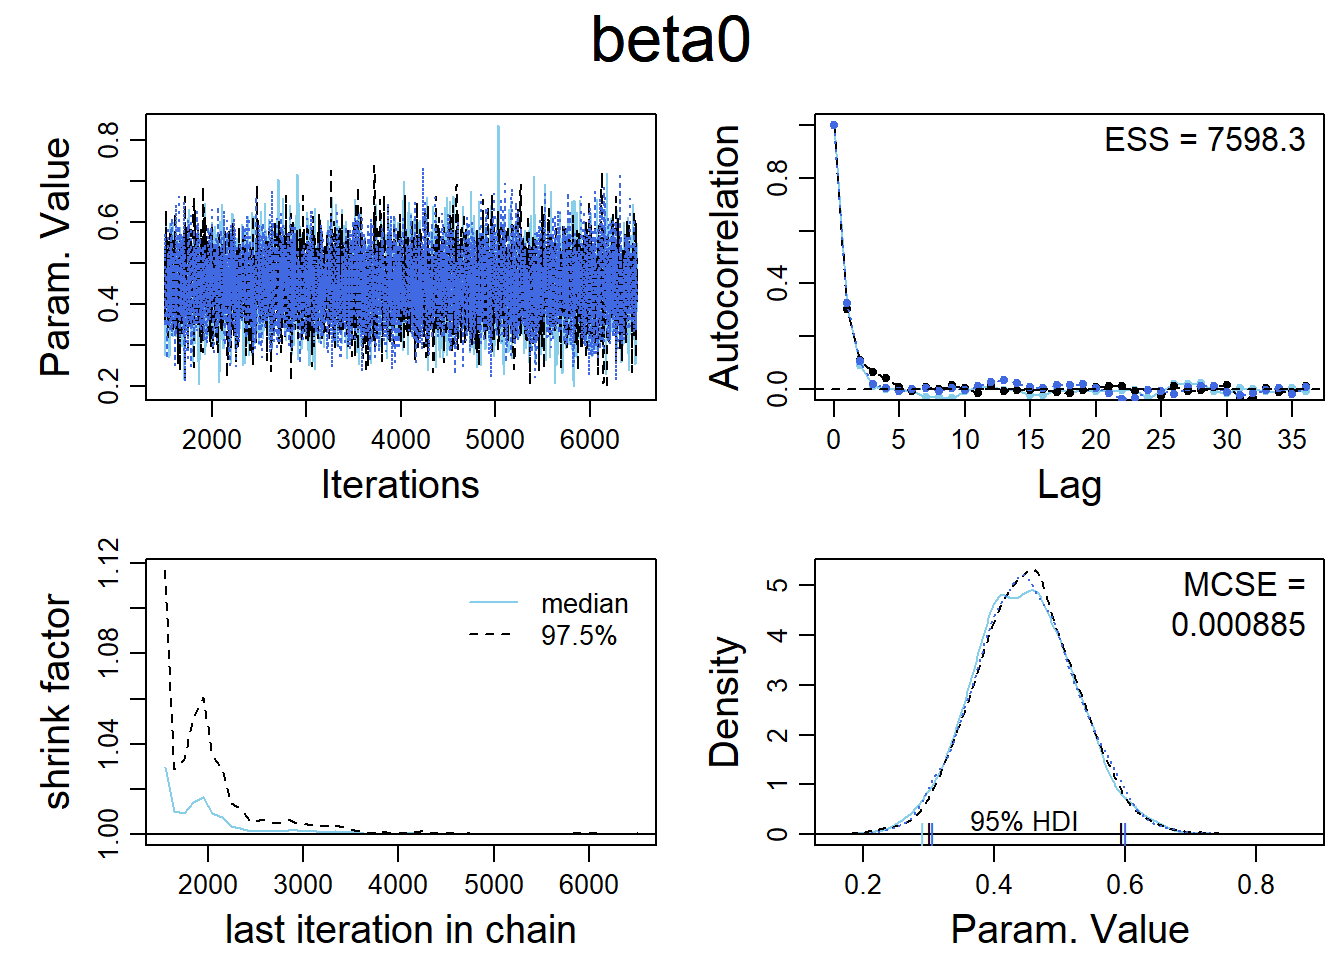 beta0
Param. Value
0.2 0.4 0.6 0.8
2000 3000 4000 5000 6000
Iterations
ESS = 7598.3
Autocorrelation
0.0 0.4 0.8
0 5 10 15 20 25 30 35
Lag
shrink factor
1.00 1.04 1.08 1.12
median
97.5%
2000 3000 4000 5000 6000
last iteration in chain
MCSE =
0.000885
Density
0 1 2 3 4 5
95% HDI
0.2 0.4 0.6 0.8
Param. Value